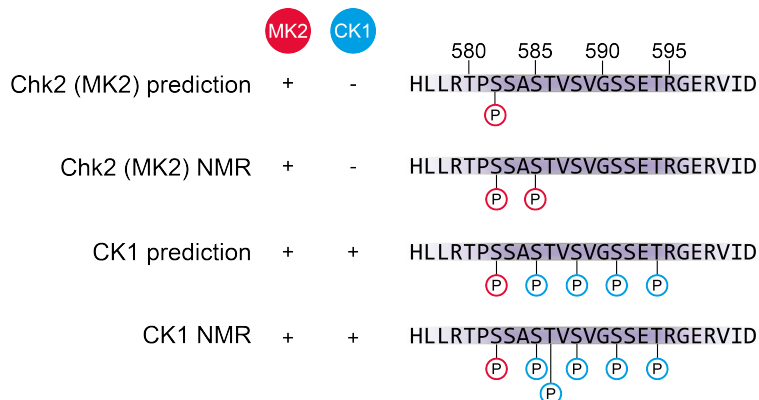 MK2 CK1
580 585 590 595
Chk2 (MK2) prediction + - HLLRTPSSASTVSVGSSETRGERVID
P
Chk2 (MK2) NMR + - HLLRTPSSASTVSVGSSETRGERVID
P P
CK1 prediction + + HLLRTPSSASTVSVGSSETRGERVID
P P P P P
CK1 NMR + + HLLRTPSSASTVSVGSSETRGERVID
P P P P P
P